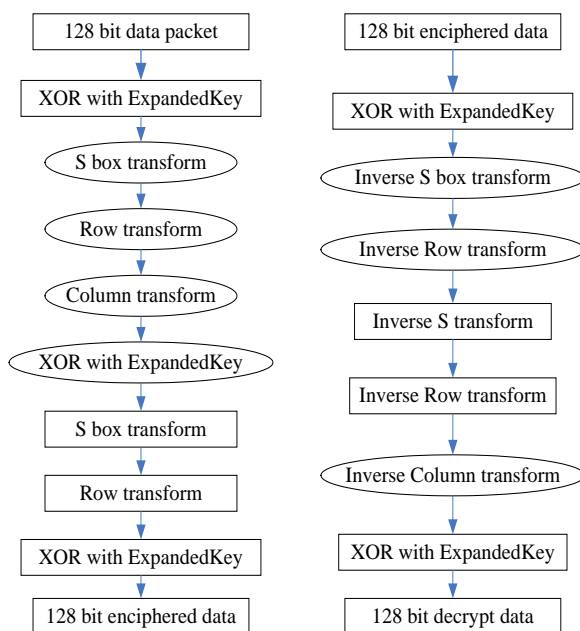 128 bit data packet
XOR with ExpandedKey
S box transform
Row transform
Column transform
XOR with ExpandedKey
S box transform
Row transform
XOR with ExpandedKey
128 bit enciphered data
128 bit enciphered data
XOR with ExpandedKey
Inverse S box transform
Inverse Row transform
Inverse S transform
Inverse Row transform
Inverse Column transform
XOR with ExpandedKey
128 bit decrypt data